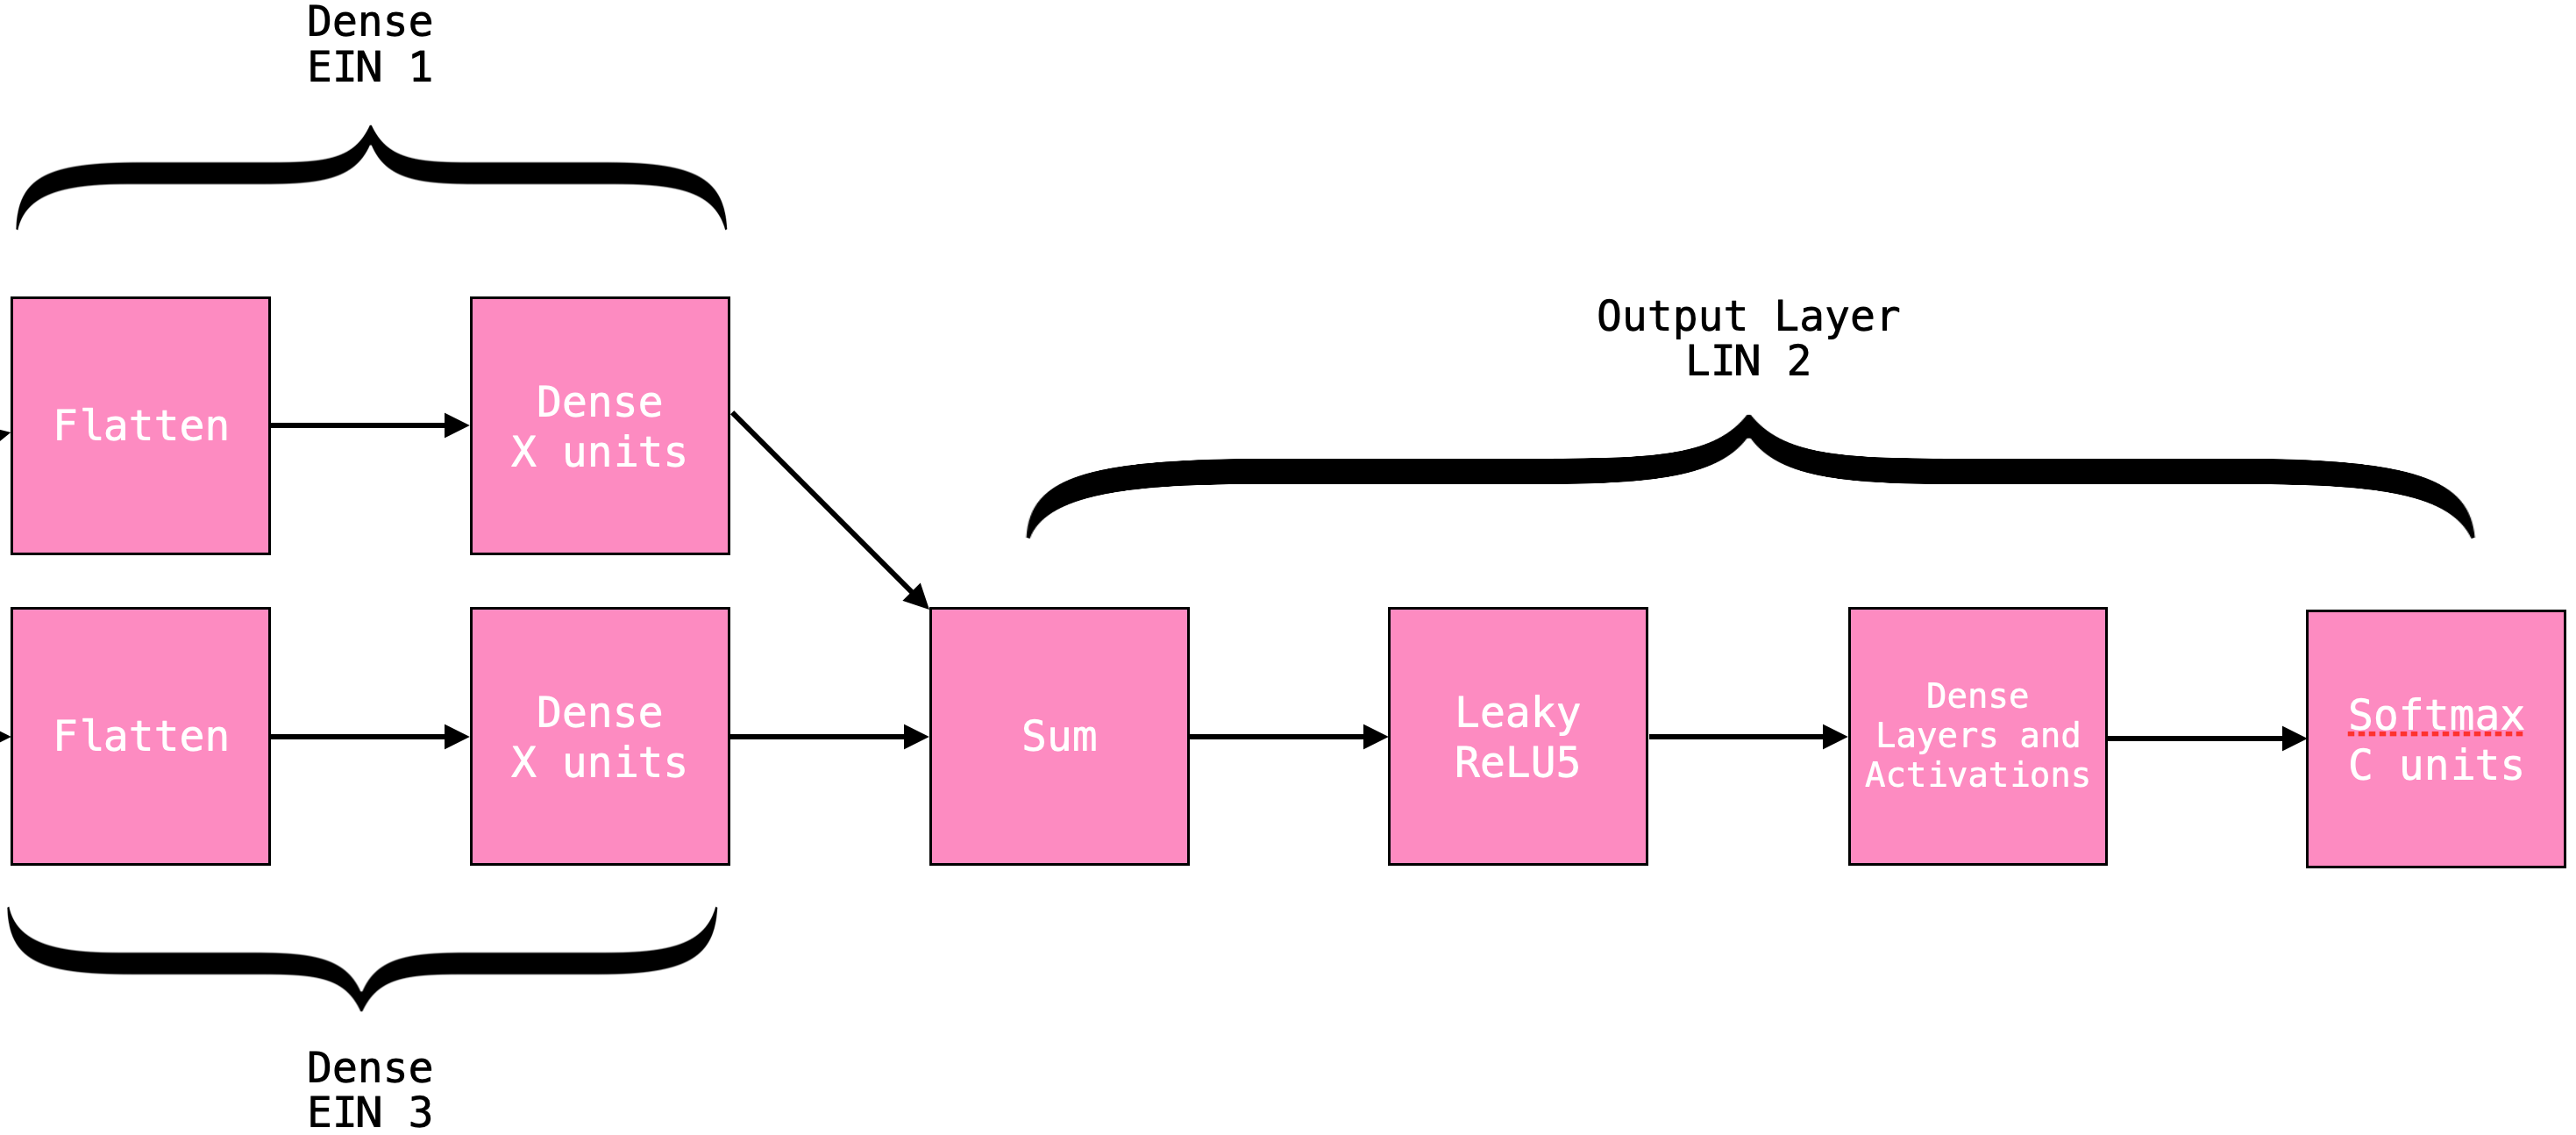 Dense
EIN 1
Output Layer
LIN 2
Flatten
Dense
X units
Flatten
Dense
X units
Sum
Leaky
ReLU5
Dense
Layers and
Activations
Softmax
C units
Dense
EIN 3